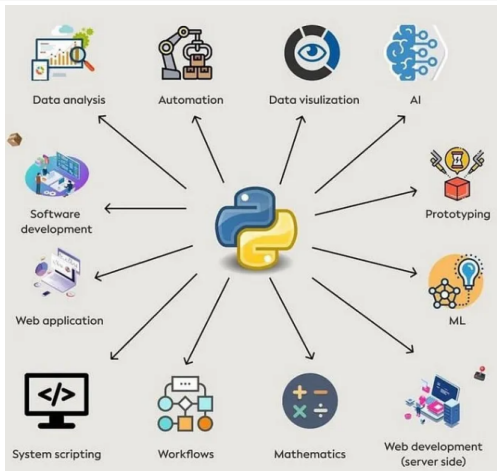 Data analysis
Automation
Data visulization
AI
Software
development
Prototyping
Web application
ML
</>
System scripting
Workflows
Mathematics
Web development
(server side)